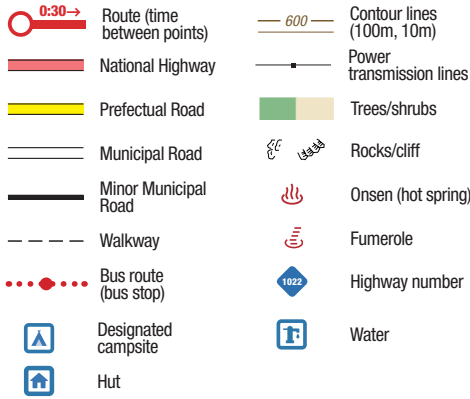 0:30→
Route (time
between points)
National Highway
Prefectual Road
Municipal Road
Minor Municipal
Road
Walkway
Bus route
(bus stop)
Designated
campsite
Hut
600
Contour lines
(100m, 10m)
Power
transmission lines
Trees/shrubs
Rocks/cliff
Onsen (hot spring)
Fumerole
1022
Highway number
Water